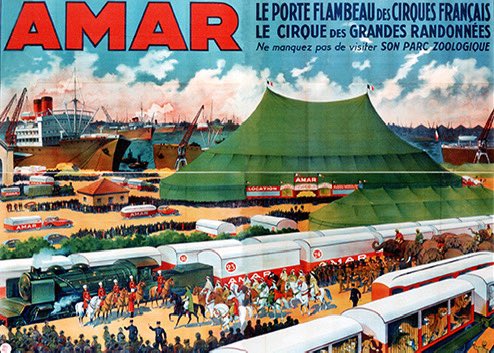 AMAR
LE PORTE FLAMBEAU DES CIRQUES FRANÇAIS
LE CIRQUE DES GRANDES RANDONNÉES
Ne manquez pas de visiter SON PARC ZOOLOGIQUE
LOCATION
AMAR
AMAR
AMAR